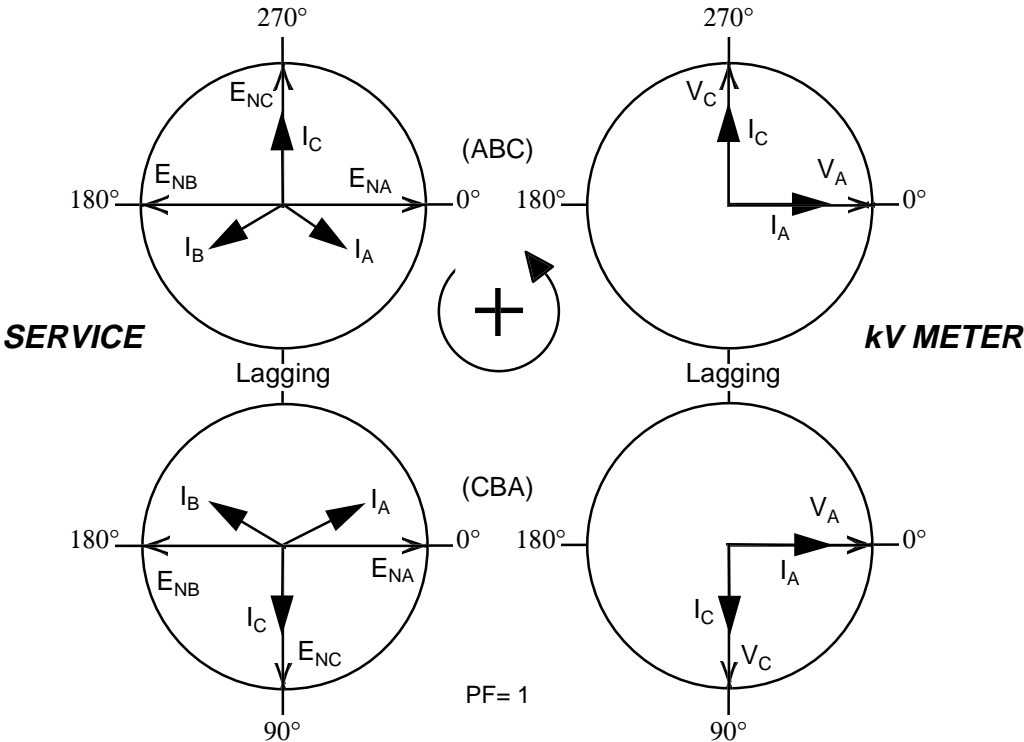 270°
270°
E_NC
I_C
V_C
I_C
(ABC)
E_NB
E_NA
V_A
180°
0°
180°
0°
I_B
I_A
I_A
SERVICE
kV METER
Lagging
Lagging
(CBA)
I_B
I_A
V_A
180°
0°
180°
0°
E_NB
E_NA
I_A
I_C
I_C
E_NC
V_C
PF= 1
90°
90°